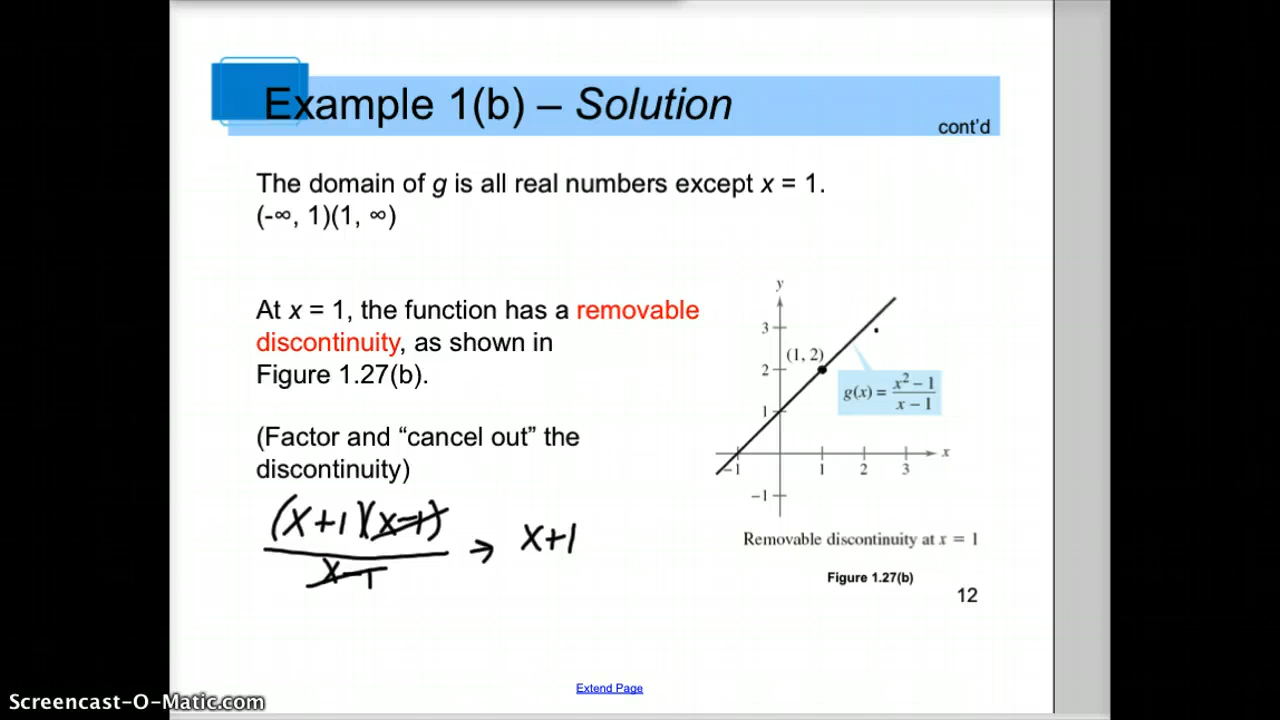 Example 1(b) – Solution
cont'd
The domain of g is all real numbers except x = 1.
(-∞, 1)(1, ∞)
At x = 1, the function has a removable
discontinuity, as shown in
Figure 1.27(b).
(Factor and “cancel out” the
discontinuity)
(x+1)(x-1)
x-1
→ x+1
y
3
(1, 2)
2
g(x) = x² – 1
x – 1
1
–1 1 2 3 x
–1
Removable discontinuity at x = 1
Figure 1.27(b)
12
Extend Page
Screencast-O-Matic.com